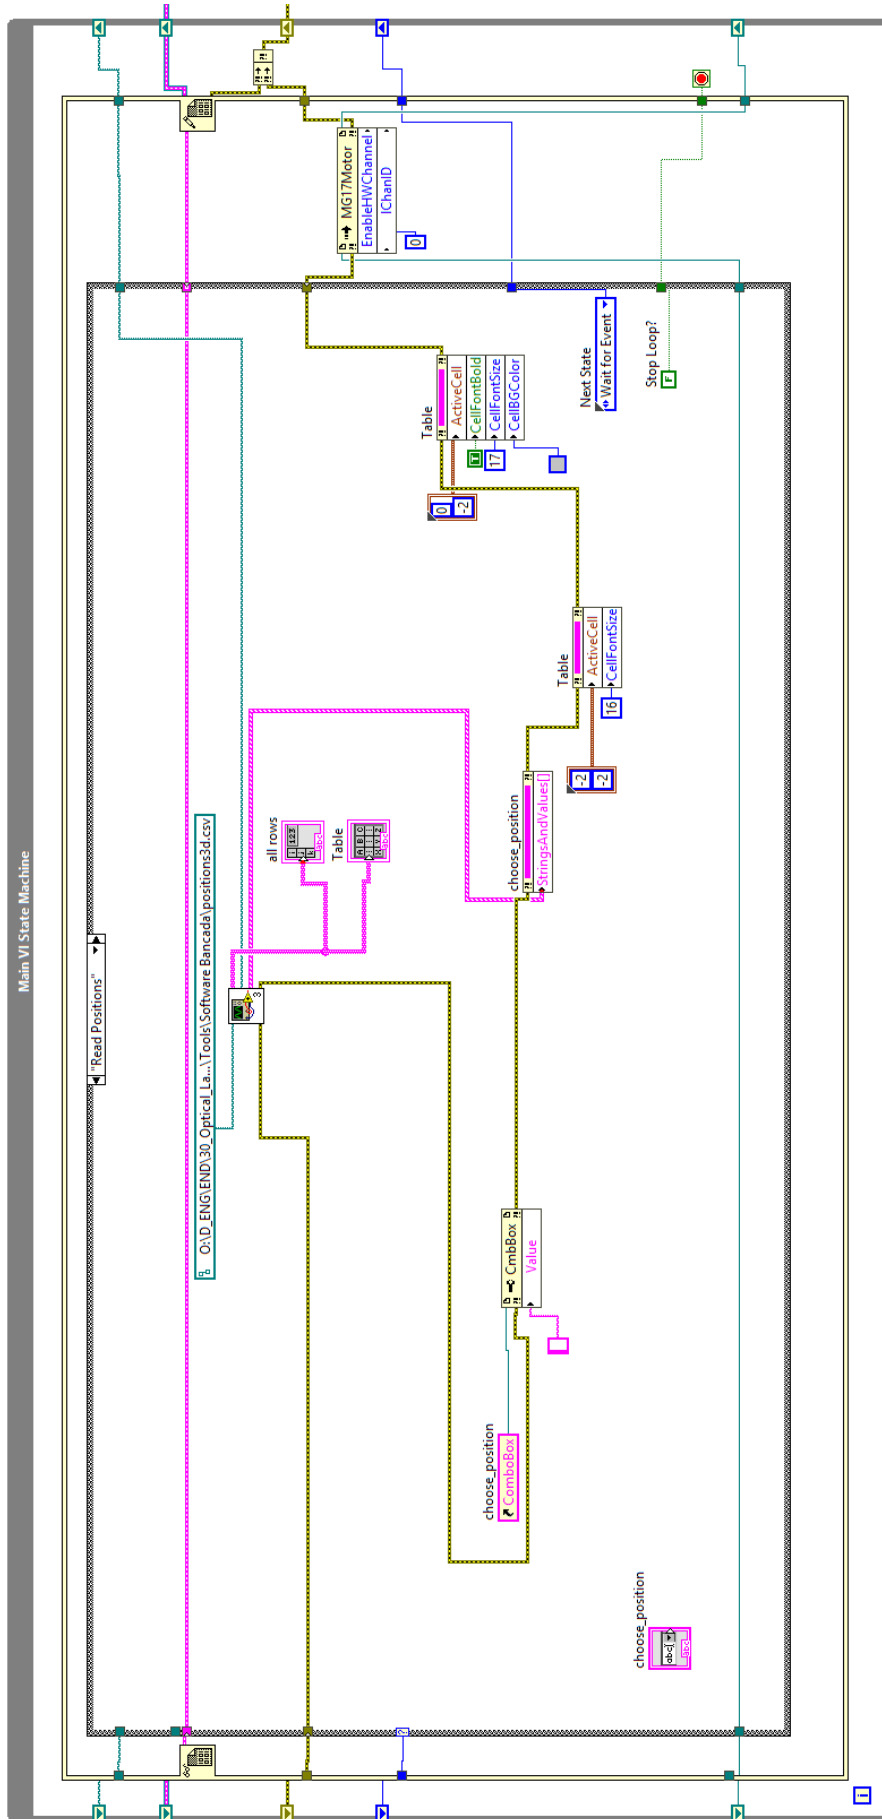 Main VI State Machine
"Read Positions"
O:\D_ENG\END\30_Optical_La...\Tools\Software Bancada\positions3d.csv
3
all rows
123
Table
choose_position
abc
choose_position
ComboBox
CmbBox
Value
choose_position
StringsAndValues[]
-2
-2
Table
ActiveCell
CellFontSize
16
0
-2
Table
ActiveCell
CellFontBold
CellFontSize
CellBGColor
T
17
Next State
Wait for Event
Stop Loop?
F
MG17Motor
EnableHWChannel
lChanID
0
?
i